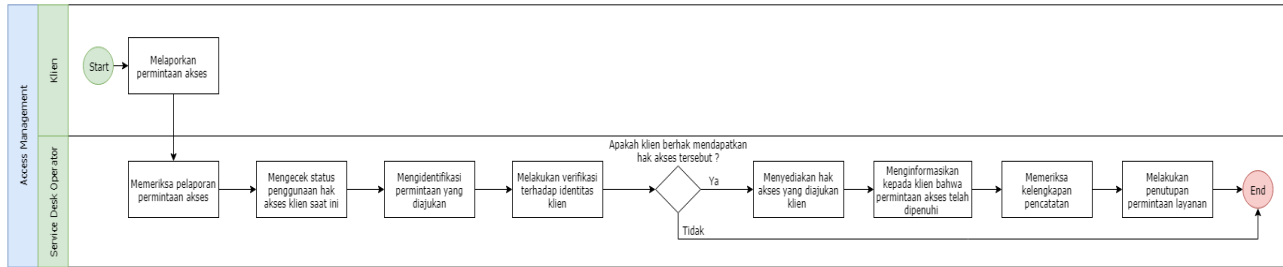 Access Management
Klien
Start
Melaporkan
permintaan akses
Service Desk Operator
Memeriksa pelaporan
permintaan akses
Mengecek status
penggunaan hak
akses klien saat ini
Mengidentifikasi
permintaan yang
diajukan
Melakukan verifikasi
terhadap identitas
klien
Apakah klien berhak mendapatkan
hak akses tersebut ?
Ya
Tidak
Menyediakan hak
akses yang diajukan
klien
Menginformasikan
kepada klien bahwa
permintaan akses telah
dipenuhi
Memeriksa
kelengkapan
pencatatan
Melakukan
penutupan
permintaan layanan
End